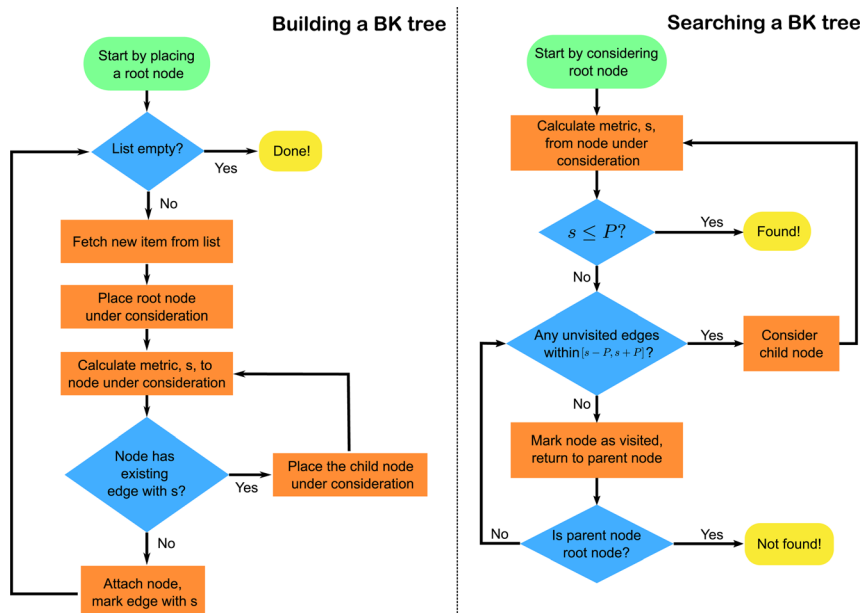 Building a BK tree
Start by placing
a root node
List empty?
Yes
Done!
No
Fetch new item from list
Place root node
under consideration
Calculate metric, s, to
node under consideration
Node has
existing
edge with s?
Yes
Place the child node
under consideration
No
Attach node,
mark edge with s
Searching a BK tree
Start by considering
root node
Calculate metric, s,
from node under
consideration
s ≤ P?
Yes
Found!
No
Any unvisited edges
within [s − P, s + P] ?
Yes
Consider
child node
No
Mark node as visited,
return to parent node
Is parent node
root node?
No
Yes
Not found!